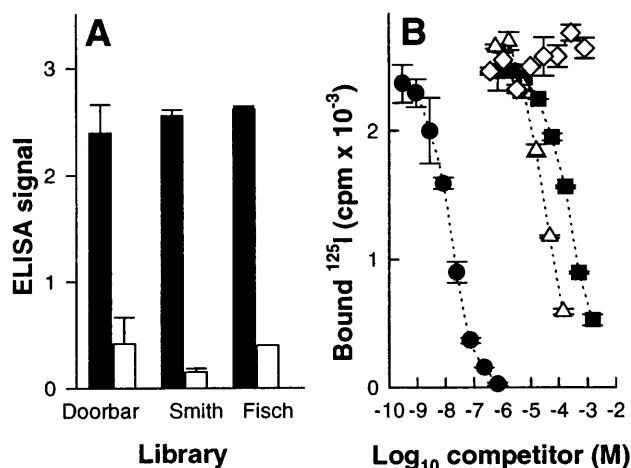 A
ELISA signal
3
2
1
0
Doorbar Smith Fisch
Library
B
Bound ¹²⁵I (cpm x 10⁻³)
2
1
0
-10 -9 -8 -7 -6 -5 -4 -3 -2
Log₁₀ competitor (M)